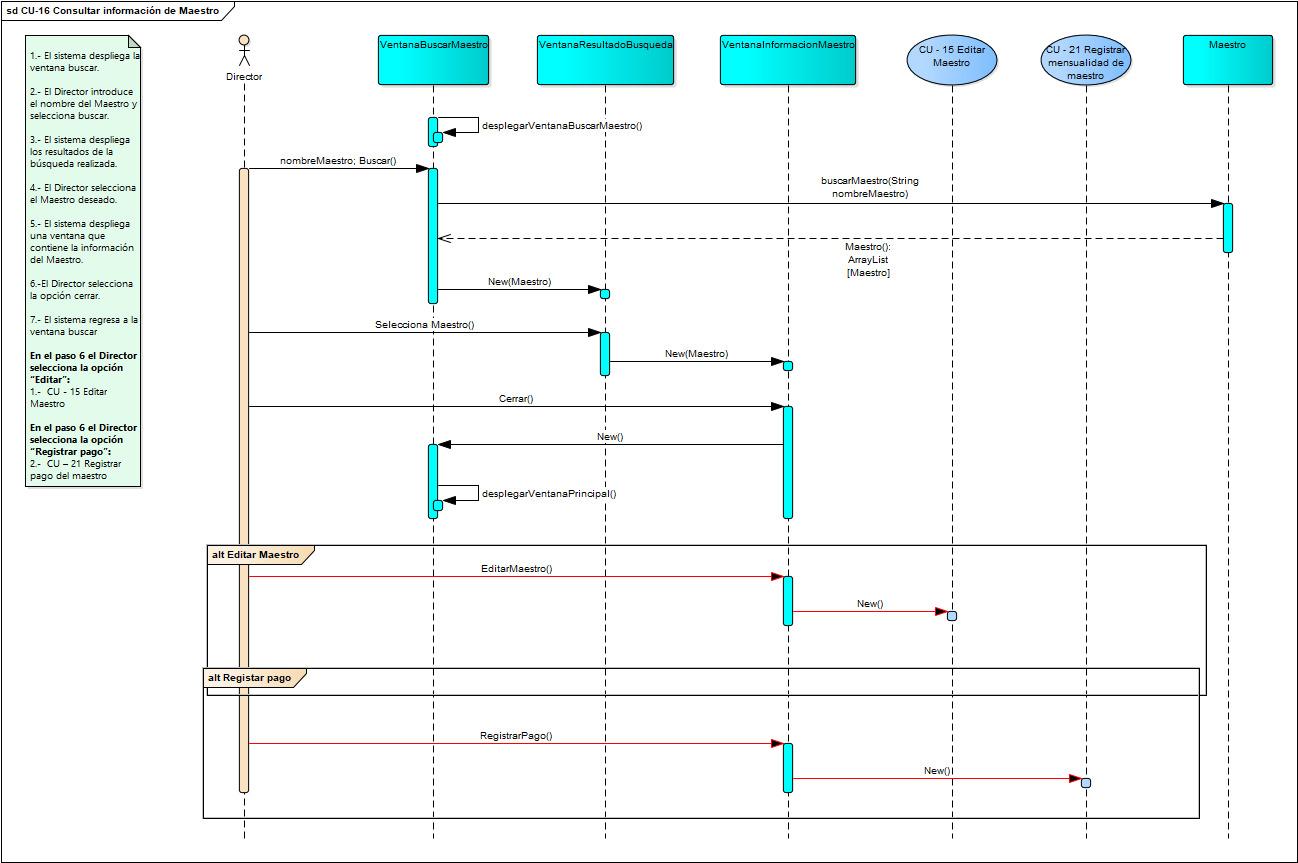 sd CU-16 Consultar información de Maestro
1.- El sistema despliega la
ventana buscar.
2.- El Director introduce
el nombre del Maestro y
selecciona buscar.
3.- El sistema despliega
los resultados de la
búsqueda realizada.
4.- El Director selecciona
el Maestro deseado.
5.- El sistema despliega
una ventana que
contiene la información
del Maestro.
6.-El Director selecciona
la opción cerrar.
7.- El sistema regresa a la
ventana buscar
En el paso 6 el Director
selecciona la opción
“Editar”:
1.- CU - 15 Editar
Maestro
En el paso 6 el Director
selecciona la opción
“Registrar pago”:
2.- CU – 21 Registrar
pago del maestro
Director
VentanaBuscarMaestro
VentanaResultadoBusqueda
VentanaInformacionMaestro
CU - 15 Editar
Maestro
CU - 21 Registrar
mensualidad de
maestro
Maestro
desplegarVentanaBuscarMaestro()
nombreMaestro; Buscar()
buscarMaestro(String
nombreMaestro)
Maestro():
ArrayList
[Maestro]
New(Maestro)
Selecciona Maestro()
New(Maestro)
Cerrar()
New()
desplegarVentanaPrincipal()
alt Editar Maestro
EditarMaestro()
New()
alt Registar pago
RegistrarPago()
New()